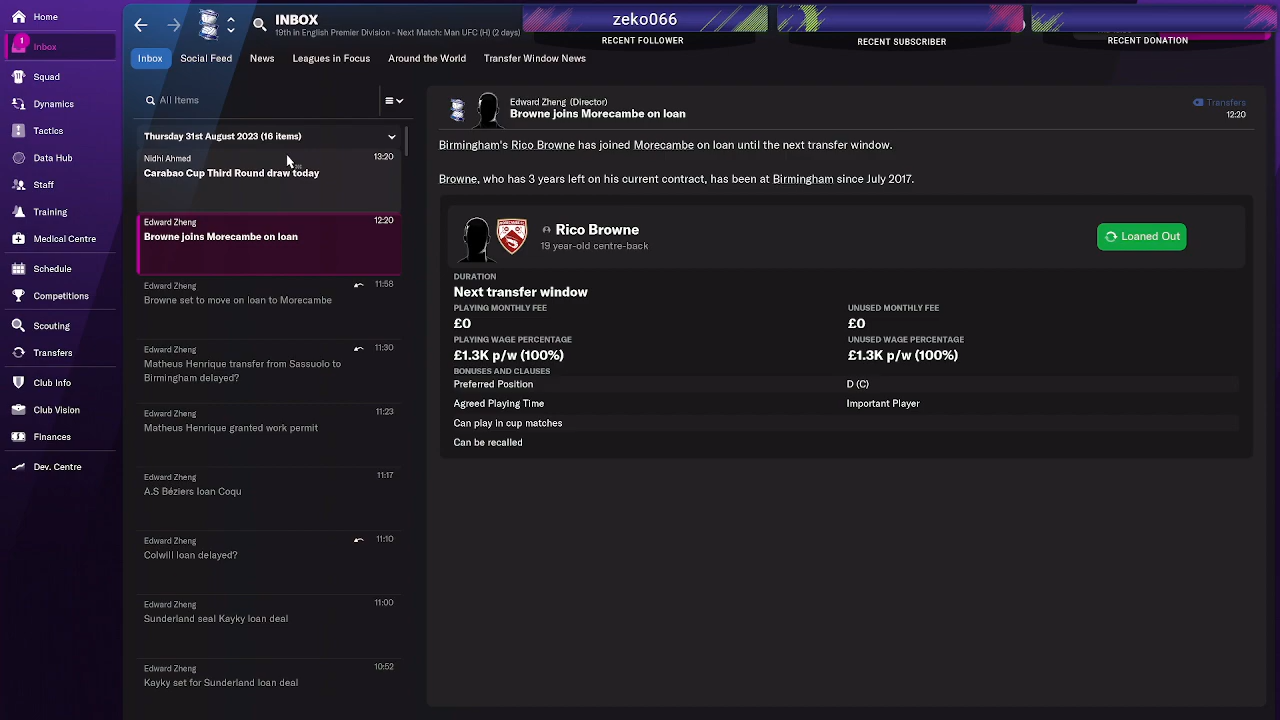 Home
1
Inbox
Squad
Dynamics
Tactics
Data Hub
Staff
Training
Medical Centre
Schedule
Competitions
Scouting
Transfers
Club Info
Club Vision
Finances
Dev. Centre
INBOX
19th in English Premier Division - Next Match: Man UFC (H) (2 days)
zeko066
RECENT FOLLOWER
RECENT SUBSCRIBER
RECENT DONATION
Inbox
Social Feed
News
Leagues in Focus
Around the World
Transfer Window News
All Items
Thursday 31st August 2023 (16 items)
Nidhi Ahmed 13:20
Carabao Cup Third Round draw today
Edward Zheng 12:20
Browne joins Morecambe on loan
Edward Zheng 11:58
Browne set to move on loan to Morecambe
Edward Zheng 11:30
Matheus Henrique transfer from Sassuolo to
Birmingham delayed?
Edward Zheng 11:23
Matheus Henrique granted work permit
Edward Zheng 11:17
A.S Béziers loan Coqu
Edward Zheng 11:10
Colwill loan delayed?
Edward Zheng 11:00
Sunderland seal Kayky loan deal
Edward Zheng 10:52
Kayky set for Sunderland loan deal
Edward Zheng (Director)
Browne joins Morecambe on loan
Transfers
12:20
Birmingham's Rico Browne has joined Morecambe on loan until the next transfer window.
Browne, who has 3 years left on his current contract, has been at Birmingham since July 2017.
Rico Browne
19 year-old centre-back
Loaned Out
DURATION
Next transfer window
PLAYING MONTHLY FEE UNUSED MONTHLY FEE
£0 £0
PLAYING WAGE PERCENTAGE UNUSED WAGE PERCENTAGE
£1.3K p/w (100%) £1.3K p/w (100%)
BONUSES AND CLAUSES
Preferred Position D (C)
Agreed Playing Time Important Player
Can play in cup matches
Can be recalled